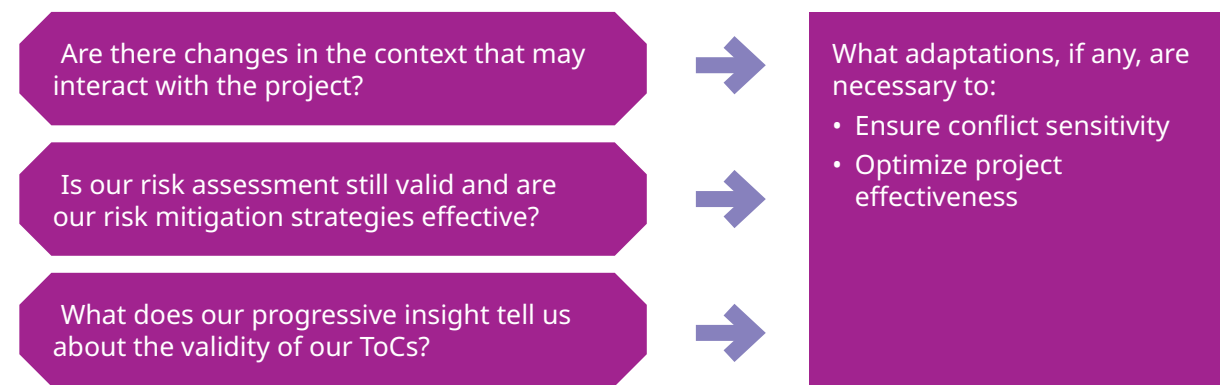 Are there changes in the context that may
interact with the project?
Is our risk assessment still valid and are
our risk mitigation strategies effective?
What does our progressive insight tell us
about the validity of our ToCs?
What adaptations, if any, are
necessary to:
• Ensure conflict sensitivity
• Optimize project
effectiveness